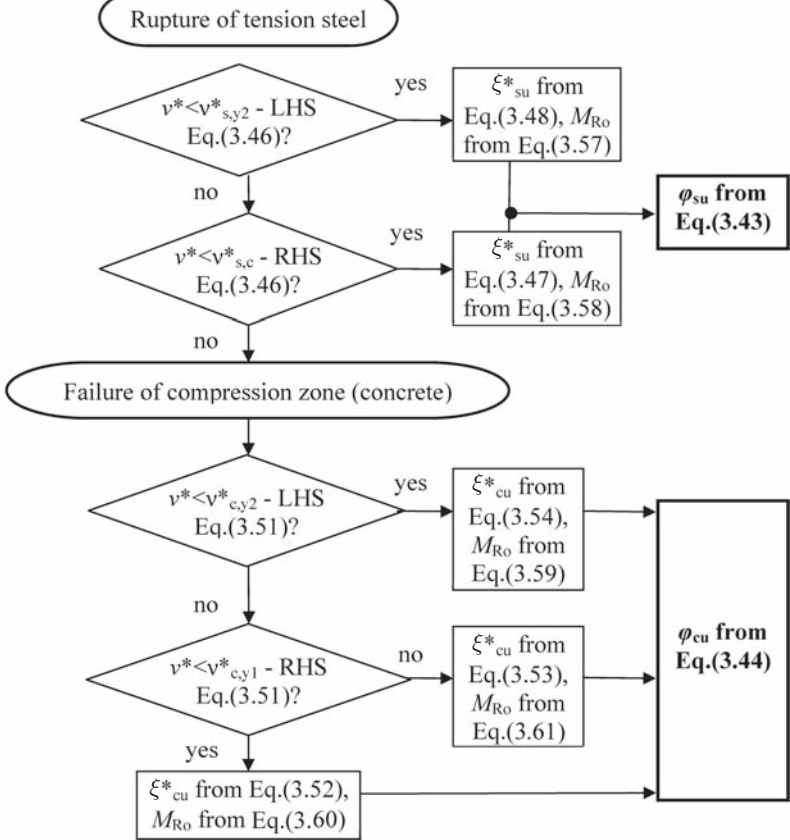 Rupture of tension steel
ν*<ν*s,y2 - LHS
Eq.(3.46)?
yes
ξ*su from
Eq.(3.48), MRo
from Eq.(3.57)
no
φsu from
Eq.(3.43)
ν*<ν*s,c - RHS
Eq.(3.46)?
yes
ξ*su from
Eq.(3.47), MRo
from Eq.(3.58)
no
Failure of compression zone (concrete)
ν*<ν*c,y2 - LHS
Eq.(3.51)?
yes
ξ*cu from
Eq.(3.54),
MRo from
Eq.(3.59)
no
φcu from
Eq.(3.44)
ν*<ν*c,y1 - RHS
Eq.(3.51)?
no
ξ*cu from
Eq.(3.53),
MRo from
Eq.(3.61)
yes
ξ*cu from Eq.(3.52),
MRo from Eq.(3.60)